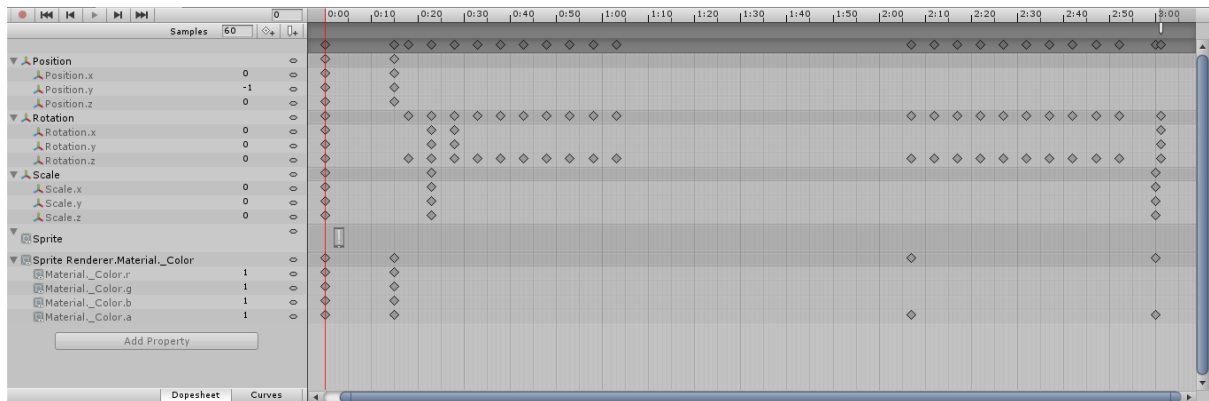 0 0:00 0:10 0:20 0:30 0:40 0:50 1:00 1:10 1:20 1:30 1:40 1:50 2:00 2:10 2:20 2:30 2:40 2:50 3:00
Samples 60
Position
Position.x 0
Position.y -1
Position.z 0
Rotation
Rotation.x 0
Rotation.y 0
Rotation.z 0
Scale
Scale.x 0
Scale.y 0
Scale.z 0
Sprite
Sprite Renderer.Material._Color
Material._Color.r 1
Material._Color.g 1
Material._Color.b 1
Material._Color.a 1
Add Property
Dopesheet Curves